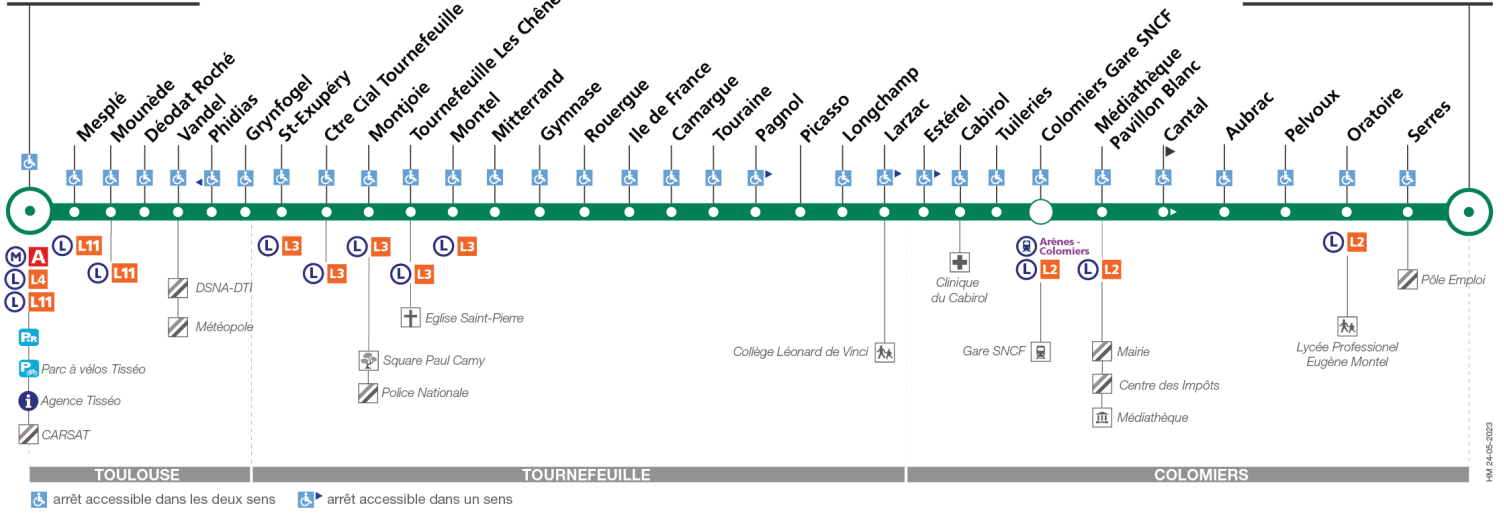 Mesplé
Mounède
Déodat Roché
Vandel
Phidias
Grynfogel
St-Exupéry
Ctre Cial Tournefeuille
Montjoie
Tournefeuille Les Chêne
Montel
Mitterrand
Gymnase
Rouergue
Ile de France
Camargue
Touraine
Pagnol
Picasso
Longchamp
Larzac
Estérel
Cabirol
Tuileries
Colomiers Gare SNCF
Médiathèque
Pavillon Blanc
Cantal
Aubrac
Pelvoux
Oratoire
Serres
M A
L L4
L L11
P+R
Parc à vélos Tisséo
Agence Tisséo
CARSAT
L L11
L L11
DSNA-DTI
Météopole
L L3
L L3
L L3
Square Paul Camy
Police Nationale
L L3
Eglise Saint-Pierre
L L3
Collège Léonard de Vinci
Clinique
du Cabirol
Arènes -
Colomiers
L L2
Gare SNCF
L L2
Mairie
Centre des Impôts
Médiathèque
L L2
Lycée Professionel
Eugène Montel
Pôle Emploi
TOULOUSE
TOURNEFEUILLE
COLOMIERS
arrêt accessible dans les deux sens
arrêt accessible dans un sens
HM 24-05-2023